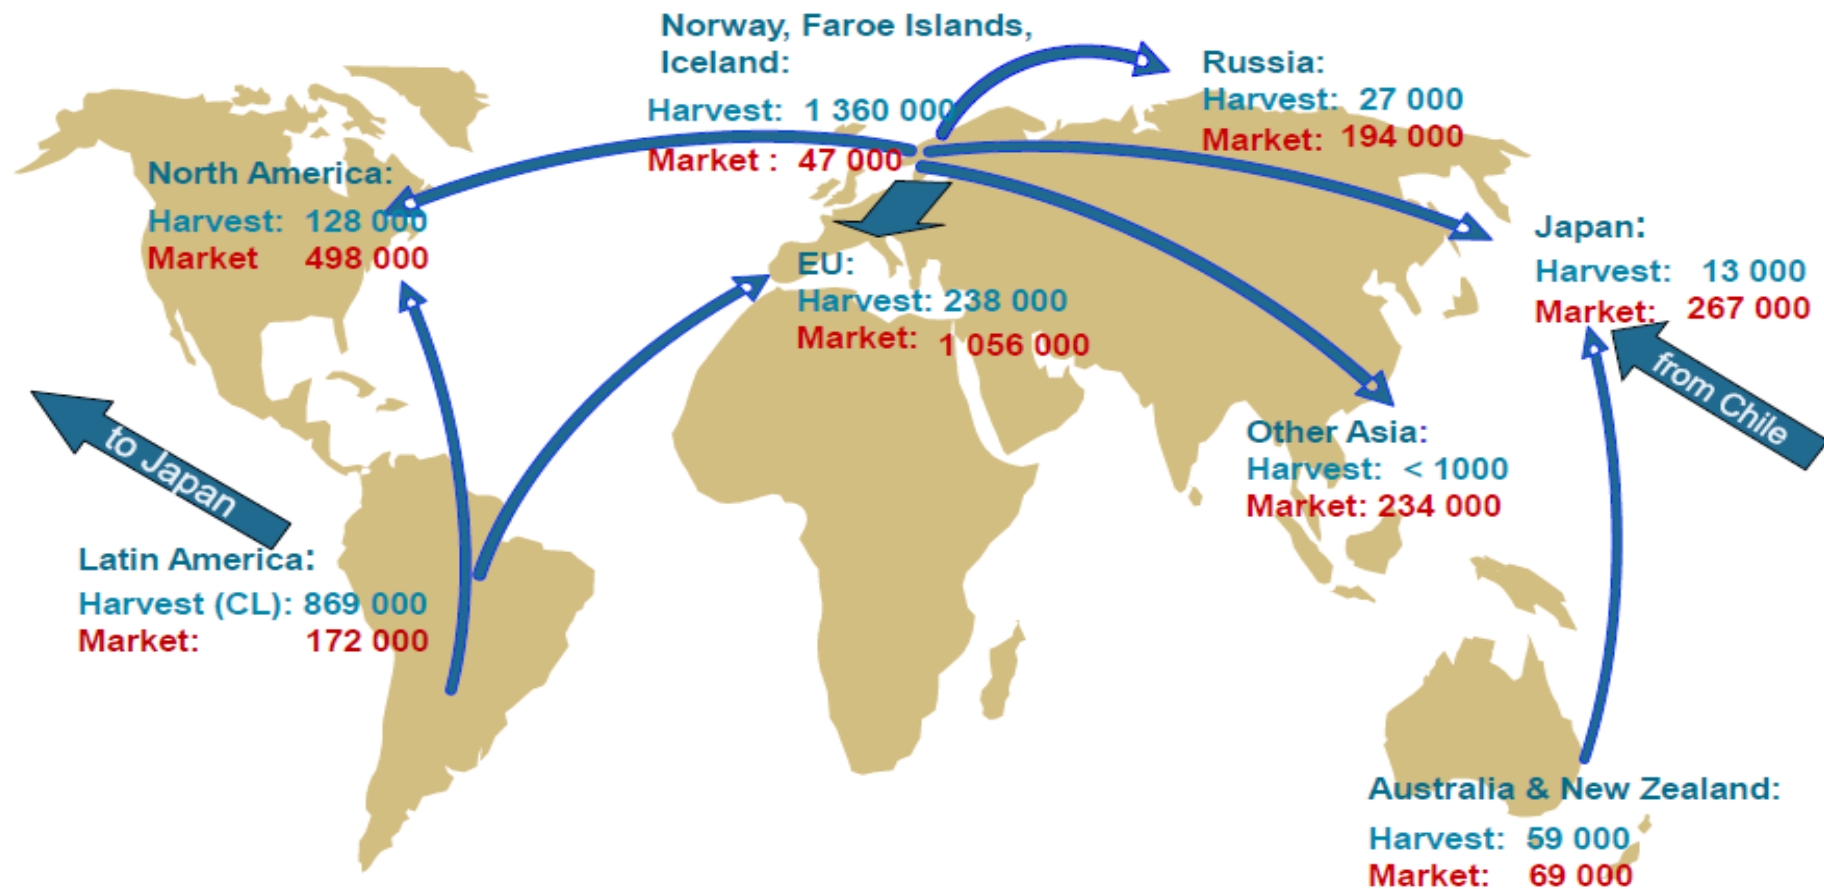 Norway, Faroe Islands,
Iceland:
Harvest: 1 360 000
Market : 47 000
Russia:
Harvest: 27 000
Market: 194 000
North America:
Harvest: 128 000
Market 498 000
Japan:
Harvest: 13 000
Market: 267 000
EU:
Harvest: 238 000
Market: 1 056 000
from Chile
to Japan
Other Asia:
Harvest: < 1000
Market: 234 000
Latin America:
Harvest (CL): 869 000
Market: 172 000
Australia & New Zealand:
Harvest: 59 000
Market: 69 000